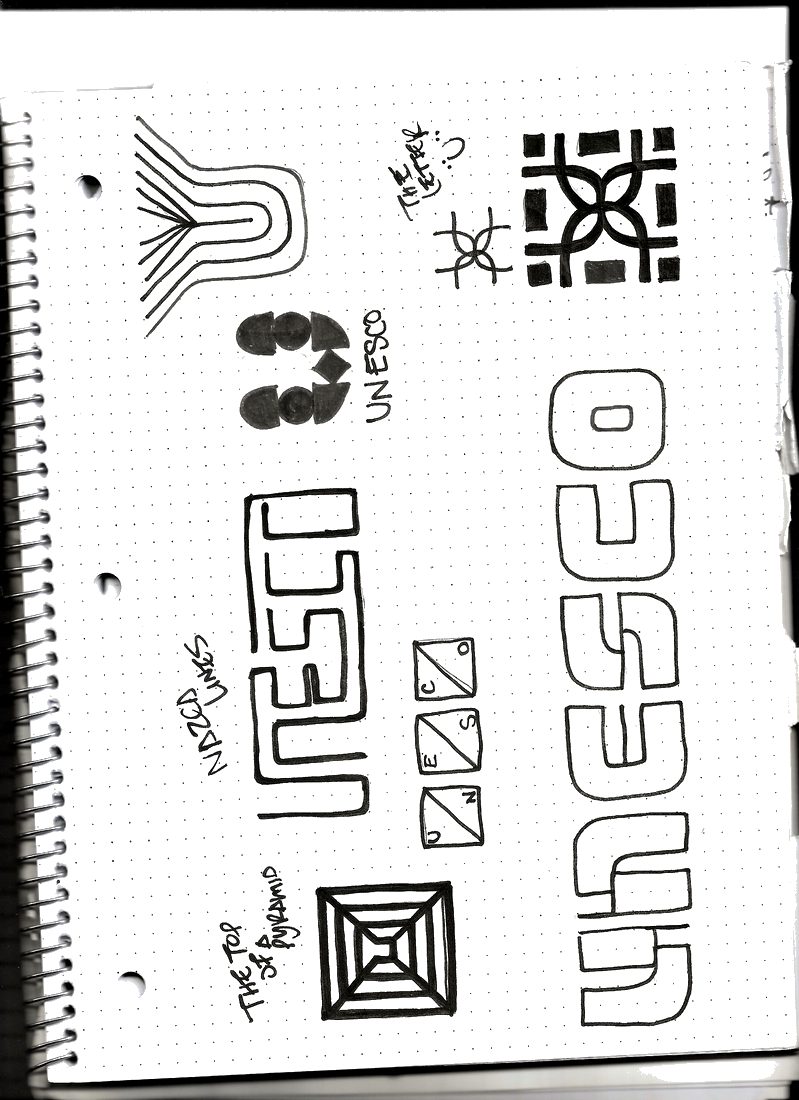 NAZCA
LINES
THE TOP
OF A
PYRAMID
UNESCO
UNESCO
THE
LETTER :)
U N E S C O
unesco